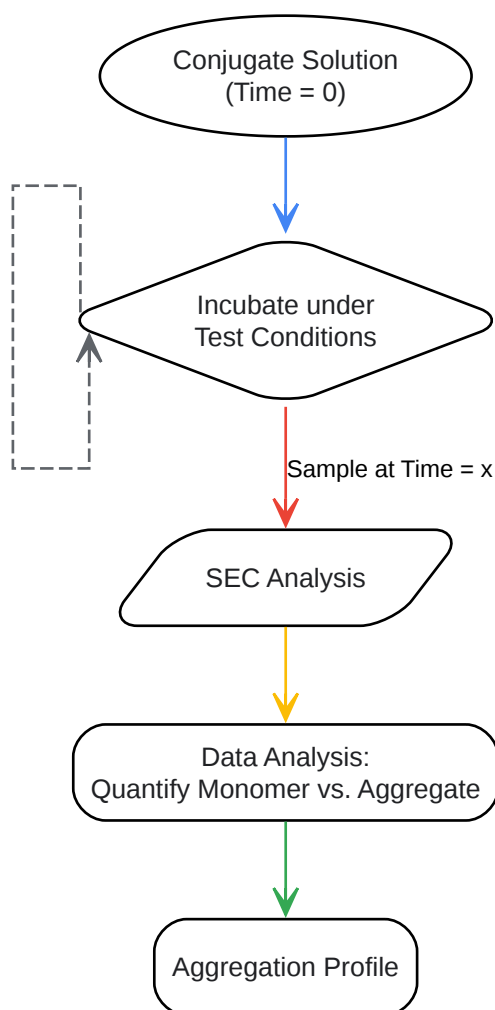 Conjugate Solution
(Time = 0)
Incubate under
Test Conditions
Sample at Time = x
SEC Analysis
Data Analysis:
Quantify Monomer vs. Aggregate
Aggregation Profile